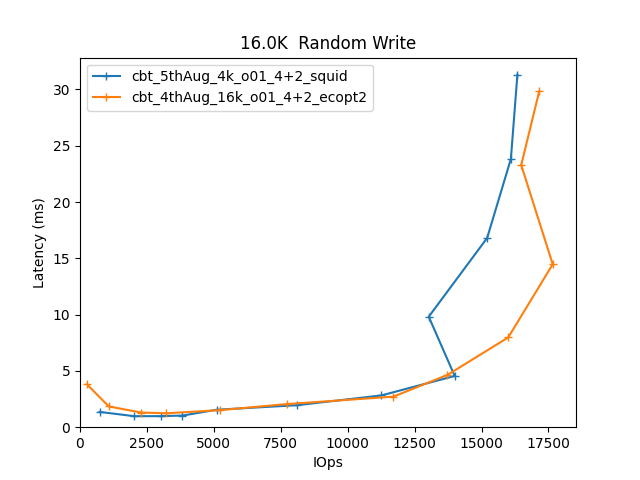 16.0K  Random Write
cbt_5thAug_4k_o01_4+2_squid
cbt_4thAug_16k_o01_4+2_ecopt2
Latency (ms)
30
25
20
15
10
5
0
0 2500 5000 7500 10000 12500 15000 17500
IOps